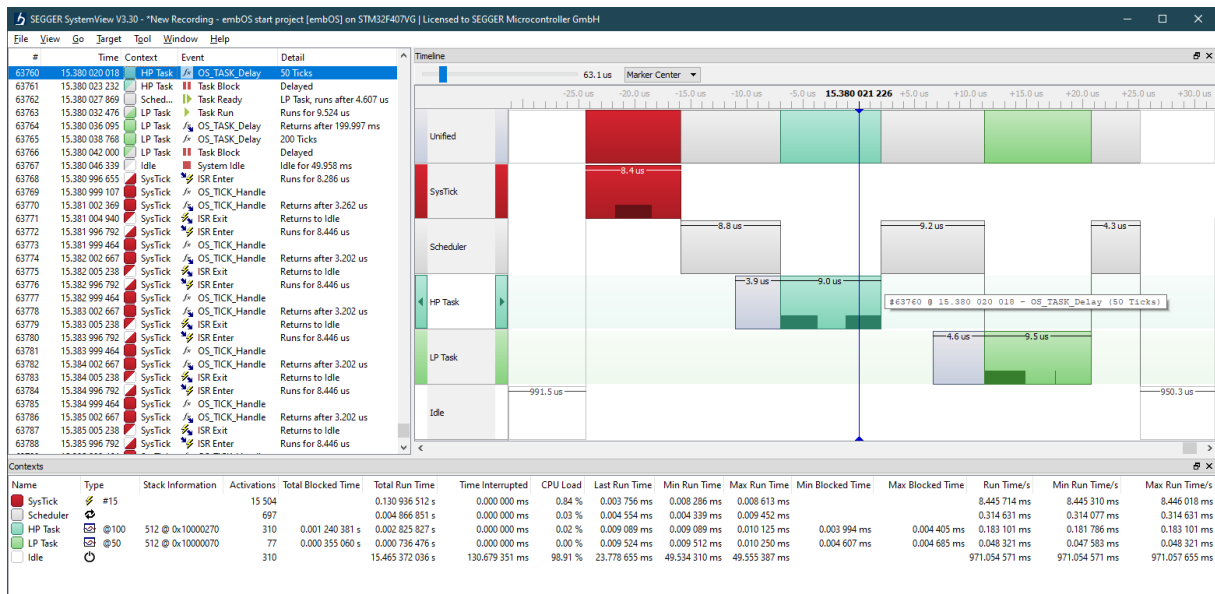 SEGGER SystemView V3.30 - *New Recording - embOS start project [embOS] on STM32F407VG | Licensed to SEGGER Microcontroller GmbH
File View Go Target Tool Window Help
# Time Context Event Detail
63760 15.380 020 018 HP Task OS_TASK_Delay 50 Ticks
63761 15.380 023 232 HP Task Task Block Delayed
63762 15.380 027 869 Sched... Task Ready LP Task, runs after 4.607 us
63763 15.380 032 476 LP Task Task Run Runs for 9.524 us
63764 15.380 036 095 LP Task OS_TASK_Delay Returns after 199.997 ms
63765 15.380 038 768 LP Task OS_TASK_Delay 200 Ticks
63766 15.380 042 000 LP Task Task Block Delayed
63767 15.380 046 339 Idle System Idle Idle for 49.958 ms
63768 15.380 996 655 SysTick ISR Enter Runs for 8.286 us
63769 15.380 999 107 SysTick OS_TICK_Handle
63770 15.381 002 369 SysTick OS_TICK_Handle Returns after 3.262 us
63771 15.381 004 940 SysTick ISR Exit Returns to Idle
63772 15.381 996 792 SysTick ISR Enter Runs for 8.446 us
63773 15.381 999 464 SysTick OS_TICK_Handle
63774 15.382 002 667 SysTick OS_TICK_Handle Returns after 3.202 us
63775 15.382 005 238 SysTick ISR Exit Returns to Idle
63776 15.382 996 792 SysTick ISR Enter Runs for 8.446 us
63777 15.382 999 464 SysTick OS_TICK_Handle
63778 15.383 002 667 SysTick OS_TICK_Handle Returns after 3.202 us
63779 15.383 005 238 SysTick ISR Exit Returns to Idle
63780 15.383 996 792 SysTick ISR Enter Runs for 8.446 us
63781 15.383 999 464 SysTick OS_TICK_Handle
63782 15.384 002 667 SysTick OS_TICK_Handle Returns after 3.202 us
63783 15.384 005 238 SysTick ISR Exit Returns to Idle
63784 15.384 996 792 SysTick ISR Enter Runs for 8.446 us
63785 15.384 999 464 SysTick OS_TICK_Handle
63786 15.385 002 667 SysTick OS_TICK_Handle Returns after 3.202 us
63787 15.385 005 238 SysTick ISR Exit Returns to Idle
63788 15.385 996 792 SysTick ISR Enter Runs for 8.446 us
Timeline
63.1 us Marker Center
-25.0 us -20.0 us -15.0 us -10.0 us -5.0 us 15.380 021 226 +5.0 us +10.0 us +15.0 us +20.0 us +25.0 us +30.0 us
Unified
SysTick 8.4 us
Scheduler 8.8 us 9.2 us 4.3 us
HP Task 3.9 us 9.0 us
#63760 @ 15.380 020 018 - OS_TASK_Delay (50 Ticks)
LP Task 4.6 us 9.5 us
Idle 991.5 us 950.3 us
Contexts
Name Type Stack Information Activations Total Blocked Time Total Run Time Time Interrupted CPU Load Last Run Time Min Run Time Max Run Time Min Blocked Time Max Blocked Time Run Time/s Min Run Time/s Max Run Time/s
SysTick #15 15 504 0.130 936 512 s 0.000 000 ms 0.84 % 0.003 756 ms 0.008 286 ms 0.008 613 ms 8.445 714 ms 8.445 310 ms 8.446 018 ms
Scheduler 697 0.004 866 851 s 0.000 000 ms 0.03 % 0.004 554 ms 0.004 339 ms 0.009 452 ms 0.314 631 ms 0.314 077 ms 0.314 631 ms
HP Task @100 512 @ 0x10000270 310 0.001 240 381 s 0.002 825 827 s 0.000 000 ms 0.02 % 0.009 089 ms 0.009 089 ms 0.010 125 ms 0.003 994 ms 0.004 405 ms 0.183 101 ms 0.181 786 ms 0.183 101 ms
LP Task @50 512 @ 0x10000070 77 0.000 355 060 s 0.000 736 476 s 0.000 000 ms 0.00 % 0.009 524 ms 0.009 512 ms 0.010 250 ms 0.004 607 ms 0.004 685 ms 0.048 321 ms 0.047 583 ms 0.048 321 ms
Idle 310 15.465 372 036 s 130.679 351 ms 98.91 % 23.778 655 ms 49.534 310 ms 49.555 387 ms 971.054 571 ms 971.054 571 ms 971.057 655 ms